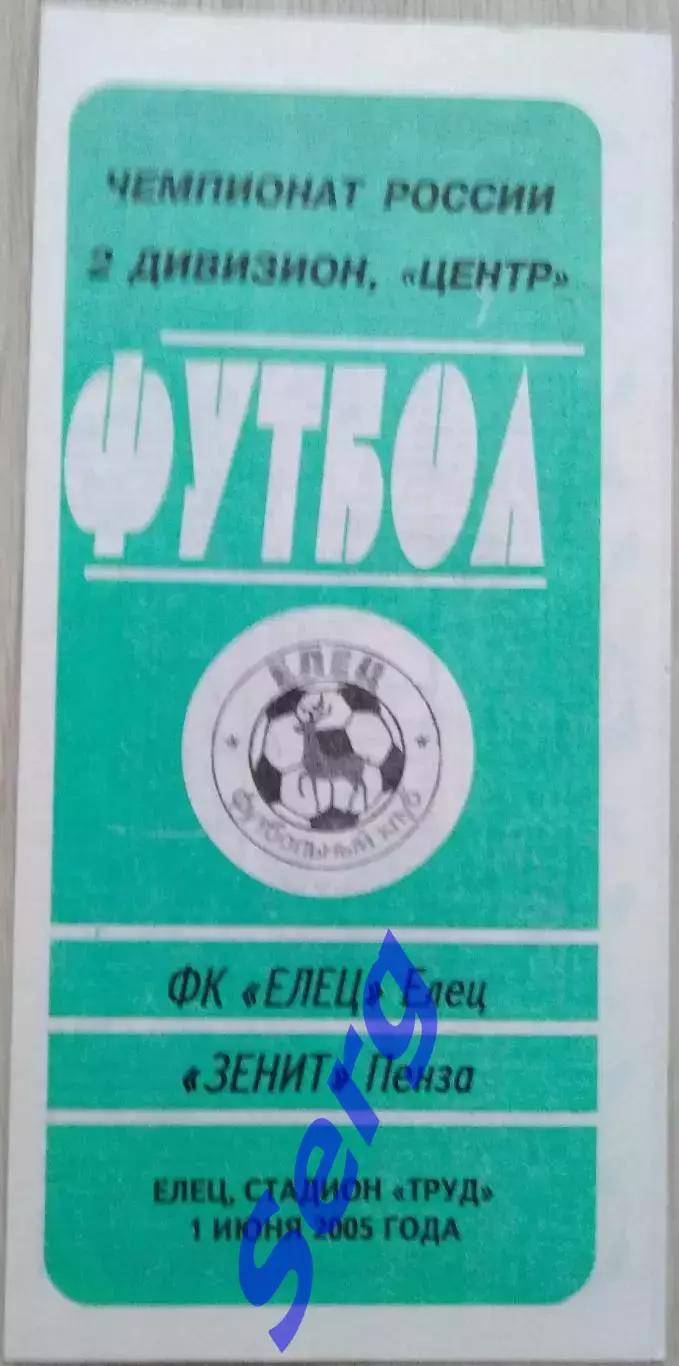 ЧЕМПИОНАТ РОССИИ
2 ДИВИЗИОН, «ЦЕНТР»
ФУТБОЛ
ЕЛЕЦ
футбольный клуб
ФК «ЕЛЕЦ» Елец
«ЗЕНИТ» Пенза
ЕЛЕЦ, СТАДИОН «ТРУД»
1 ИЮНЯ 2005 ГОДА
Serg